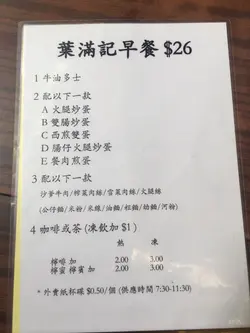 葉滿記早餐 $26
1 牛油多士
2 配以下一款
A 火腿炒蛋
B 雙腸炒蛋
C 西煎雙蛋
D 腸仔火腿炒蛋
E 餐肉煎蛋
3 配以下一款
沙爹牛肉/榨菜肉絲/雪菜肉絲/火腿絲
(公仔麵/米粉/米線/油麵/粗麵/幼麵/河粉)
4 咖啡或茶(凍飲加 $1)
熱 凍
檸啡 加 2.00 3.00
檸蜜 檸賓 加 2.00 3.00
* 外賣紙杯碟 $0.50/個 (供應時間 7:30-11:30)